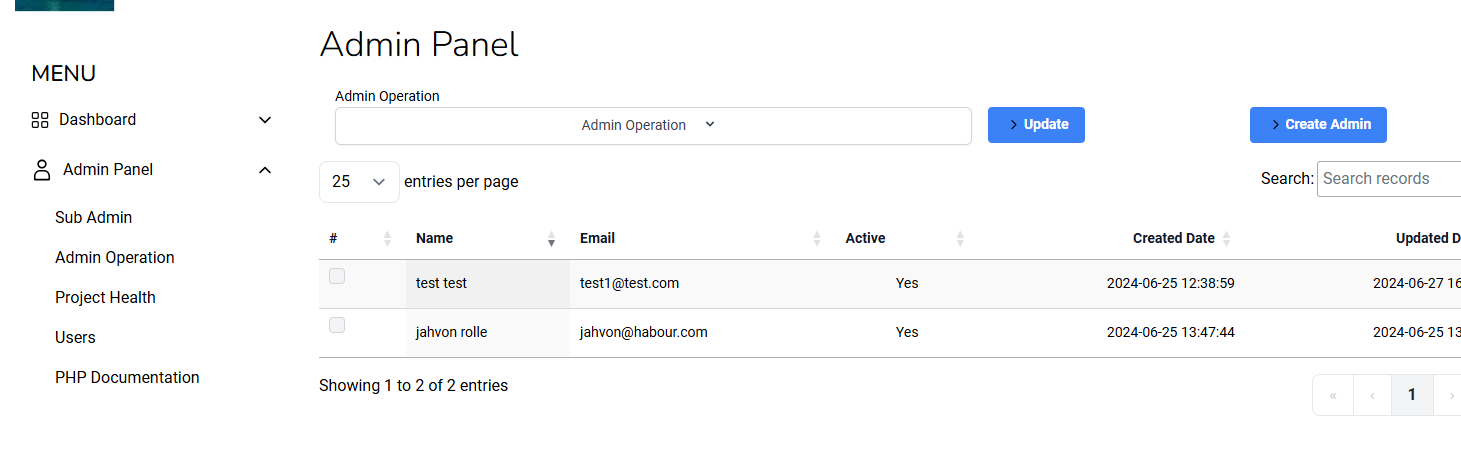 Admin Panel
MENU
Admin Operation
Dashboard
Admin Operation
Update
Create Admin
Admin Panel
25 entries per page
Search: Search records
Sub Admin
# Name Email Active Created Date Updated D
Admin Operation
test test test1@test.com Yes 2024-06-25 12:38:59 2024-06-27 16
Project Health
jahvon rolle jahvon@habour.com Yes 2024-06-25 13:47:44 2024-06-25 13
Users
PHP Documentation
Showing 1 to 2 of 2 entries
« ‹ 1 ›